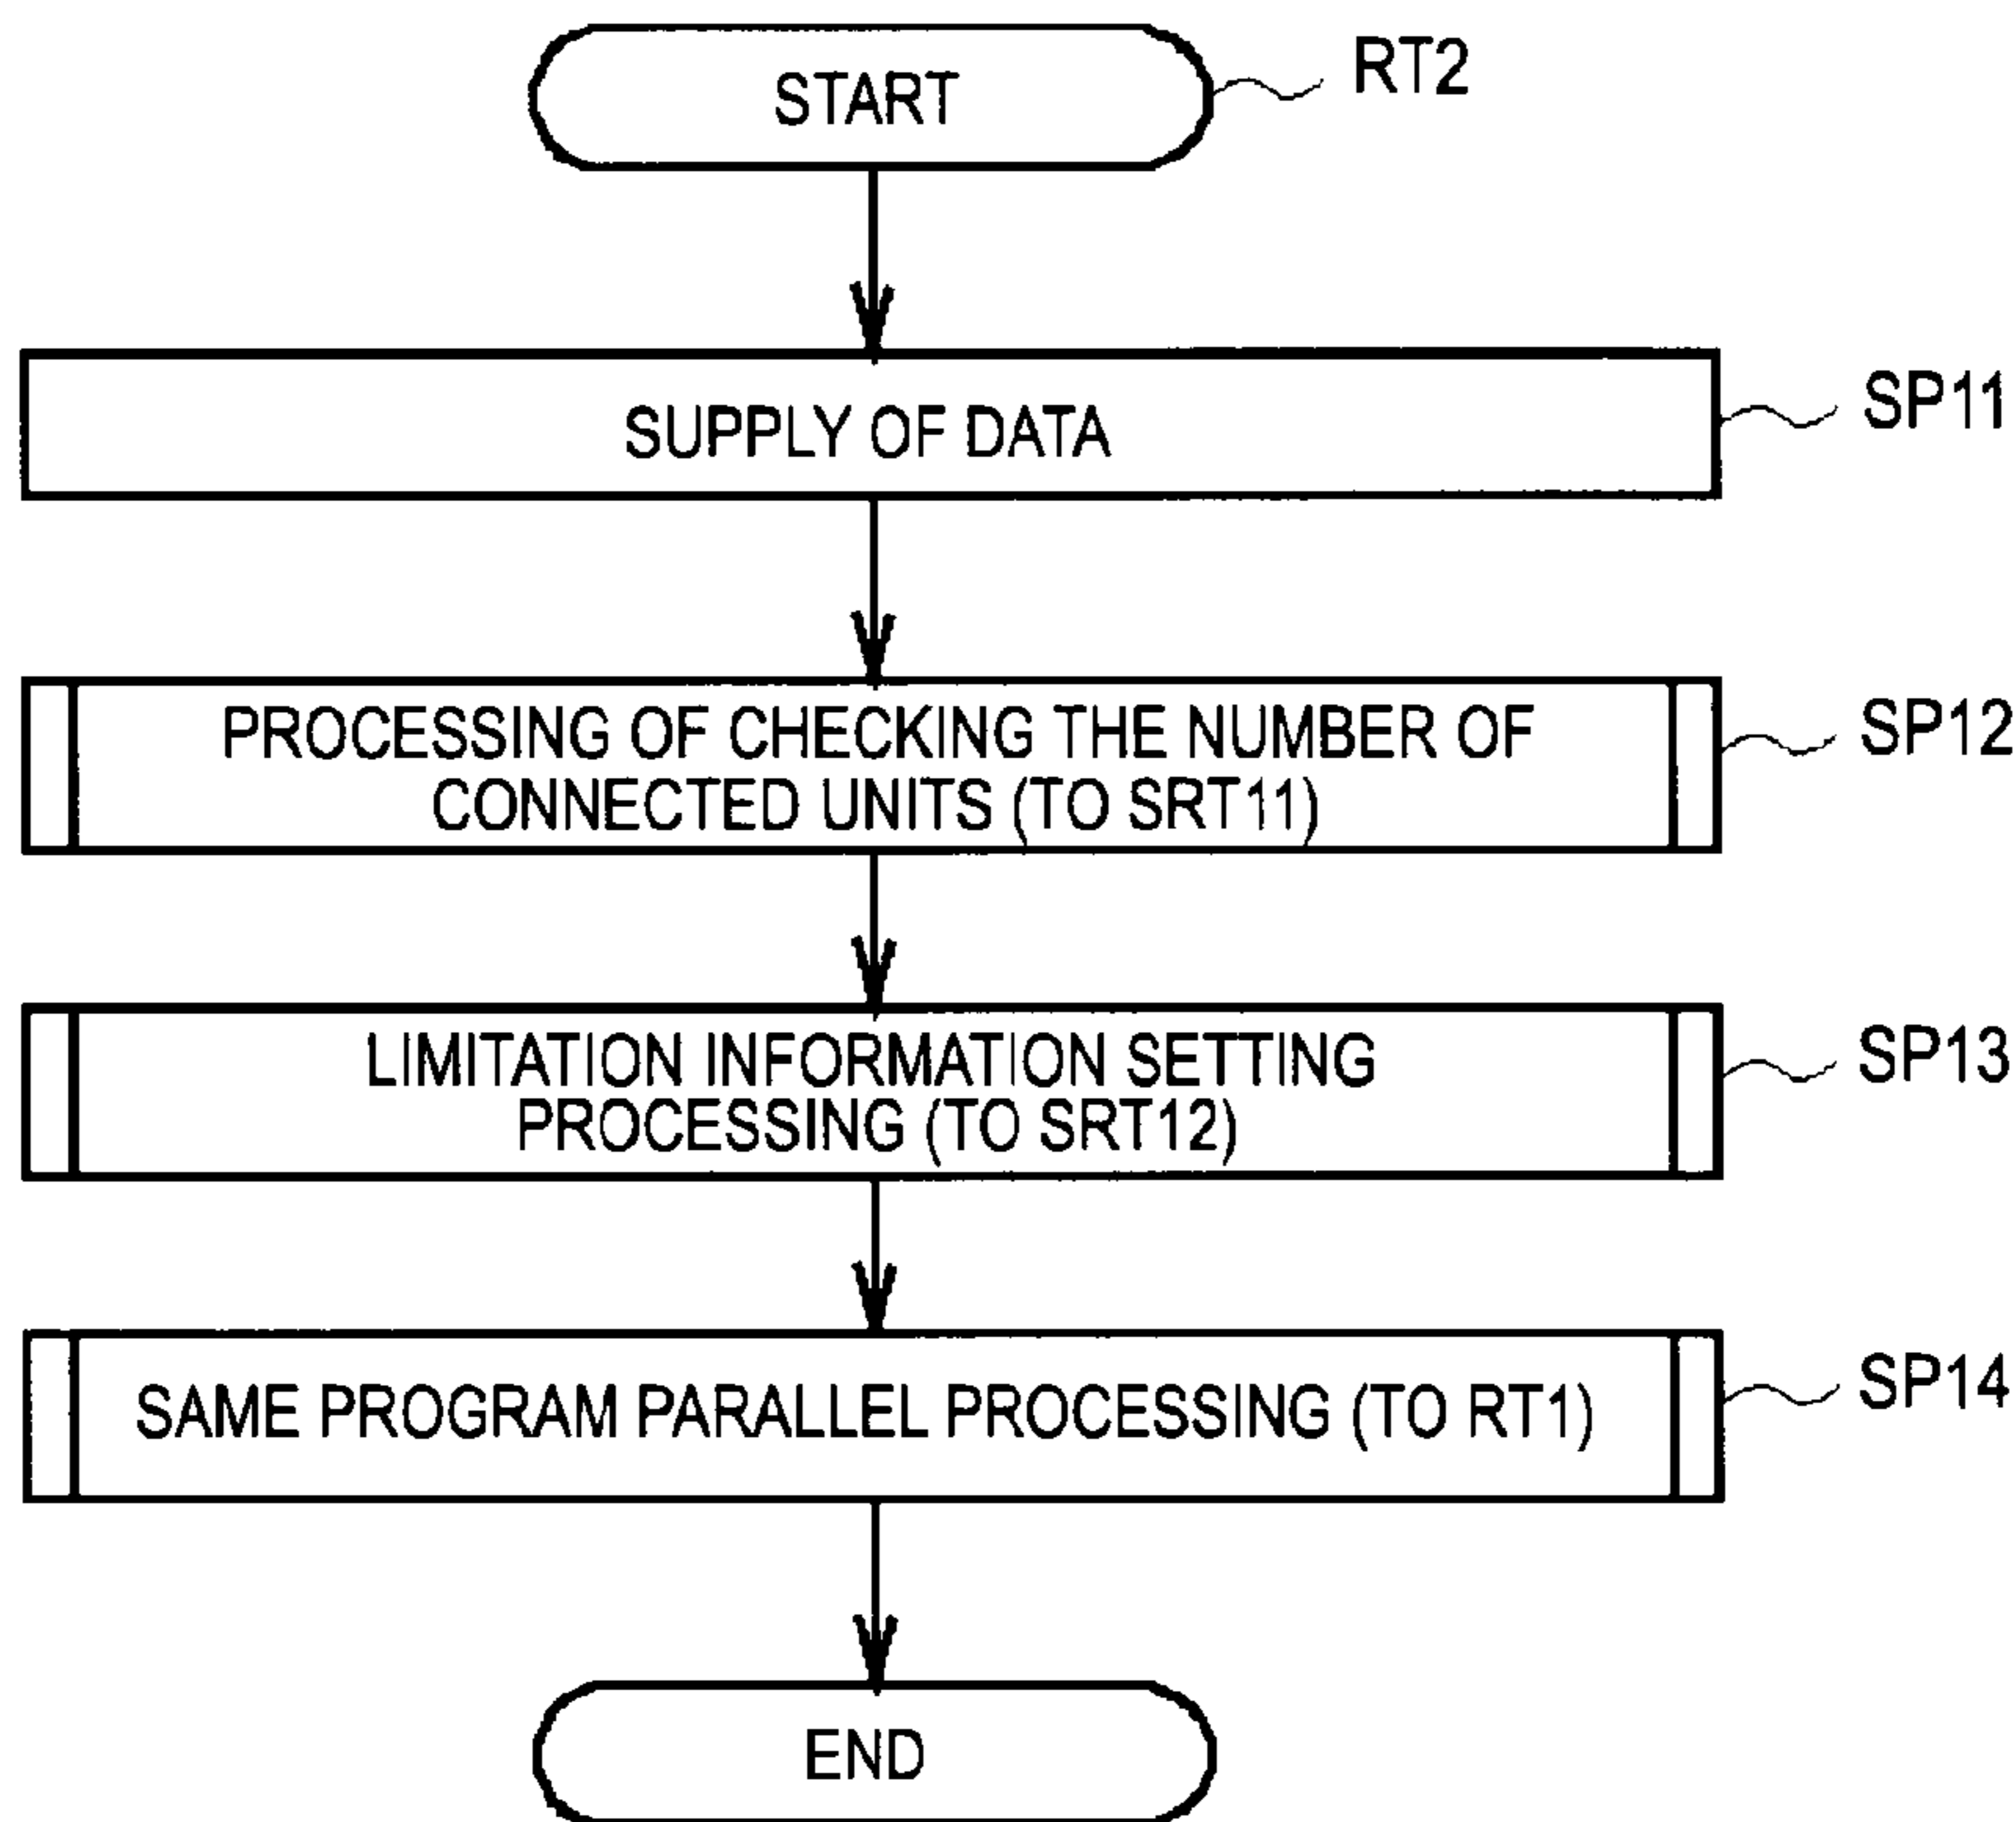 START
RT2
SUPPLY OF DATA
SP11
PROCESSING OF CHECKING THE NUMBER OF
CONNECTED UNITS (TO SRT11)
SP12
LIMITATION INFORMATION SETTING
PROCESSING (TO SRT12)
SP13
SAME PROGRAM PARALLEL PROCESSING (TO RT1)
SP14
END